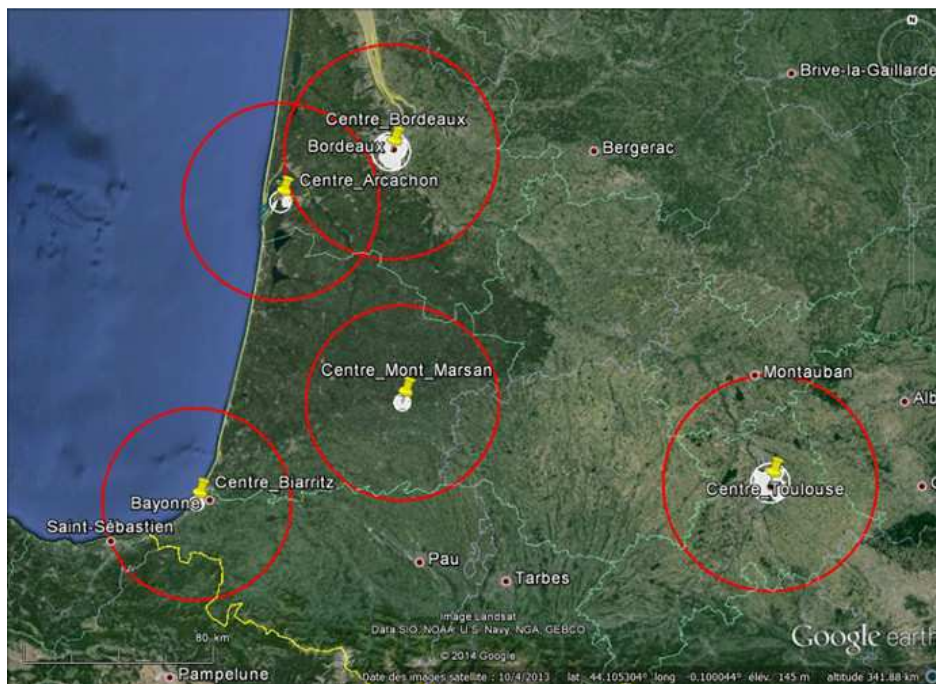 N
Brive-la-Gaillarde
Centre_Bordeaux
Bordeaux
Bergerac
Centre_Arcachon
Centre_Mont_Marsan
Montauban
Alb
Centre_Biarritz
Bayonne
Centre_Toulouse
C
Saint-Sébastien
Pau
Tarbes
Image Landsat
Data SIO, NOAA, U.S. Navy, NGA, GEBCO
80 km
Google earth
© 2014 Google
Pampelune
Date des images satellite : 10/4/2013 lat 44.105304° long -0.100044° élév. 145 m altitude 341.88 km